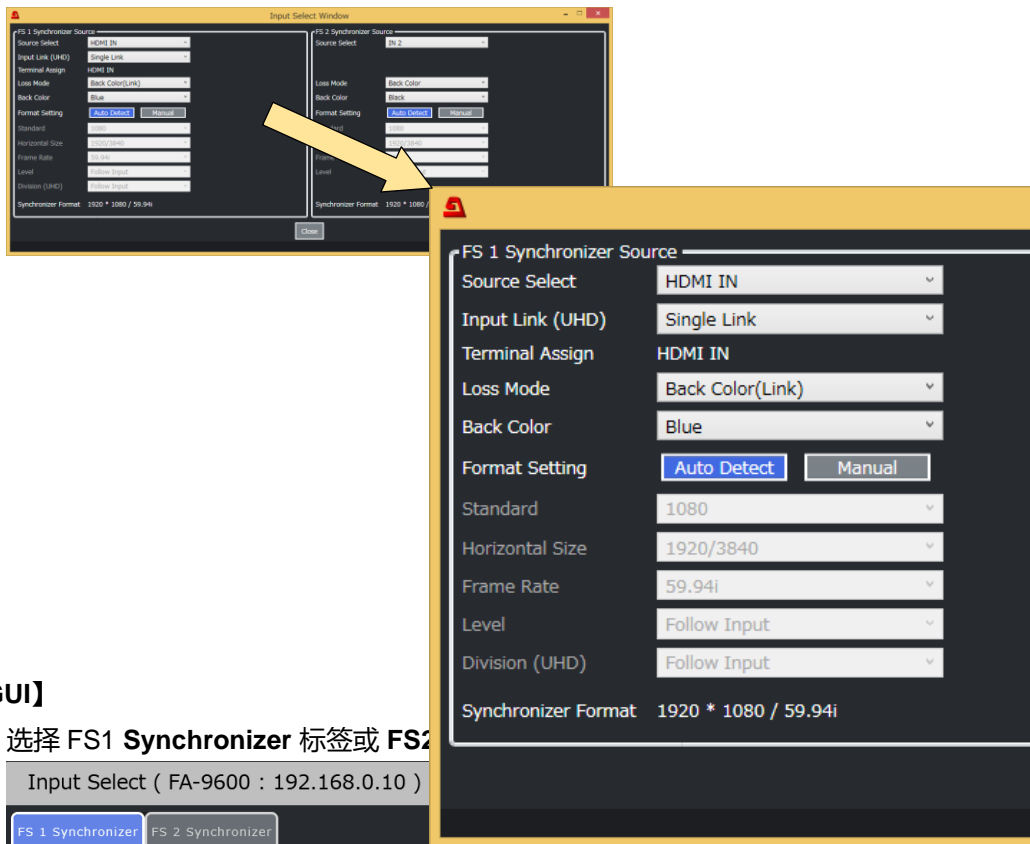 Input Select Window
FS 1 Synchronizer Source
Source Select HDMI IN
Input Link (UHD) Single Link
Terminal Assign HDMI IN
Loss Mode Back Color(Link)
Back Color Blue
Format Setting Auto Detect Manual
Standard 1080
Horizontal Size 1920/3840
Frame Rate 59.94i
Level Follow Input
Division (UHD) Follow Input
Synchronizer Format 1920 * 1080 / 59.94i
FS 2 Synchronizer Source
Source Select IN 2
Loss Mode Back Color
Back Color Black
Format Setting Auto Detect Manual
1080
1920/3840
Level
Synchronizer Format 1920 * 1080 /
Close
FS 1 Synchronizer Source
Source Select HDMI IN
Input Link (UHD) Single Link
Terminal Assign HDMI IN
Loss Mode Back Color(Link)
Back Color Blue
Format Setting Auto Detect Manual
Standard 1080
Horizontal Size 1920/3840
Frame Rate 59.94i
Level Follow Input
Division (UHD) Follow Input
Synchronizer Format 1920 * 1080 / 59.94i
GUI】
选择 FS1 Synchronizer 标签或 FS2
Input Select ( FA-9600 : 192.168.0.10 )
FS 1 Synchronizer FS 2 Synchronizer